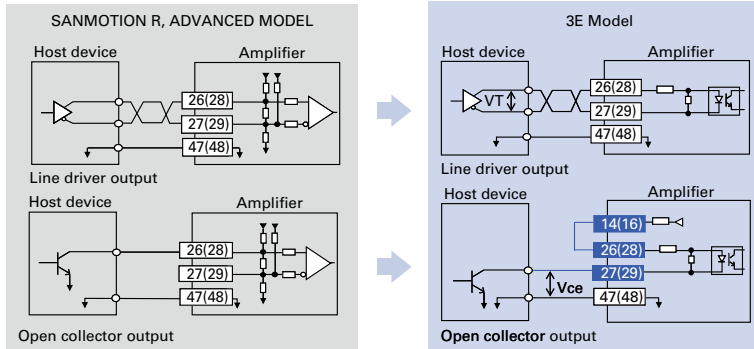 SANMOTION R, ADVANCED MODEL
Host device
Amplifier
26(28)
27(29)
47(48)
Line driver output
Host device
Amplifier
26(28)
27(29)
47(48)
Open collector output
3E Model
Host device
Amplifier
VT
26(28)
27(29)
47(48)
Line driver output
Host device
Amplifier
14(16)
26(28)
27(29)
Vce
47(48)
Open collector output